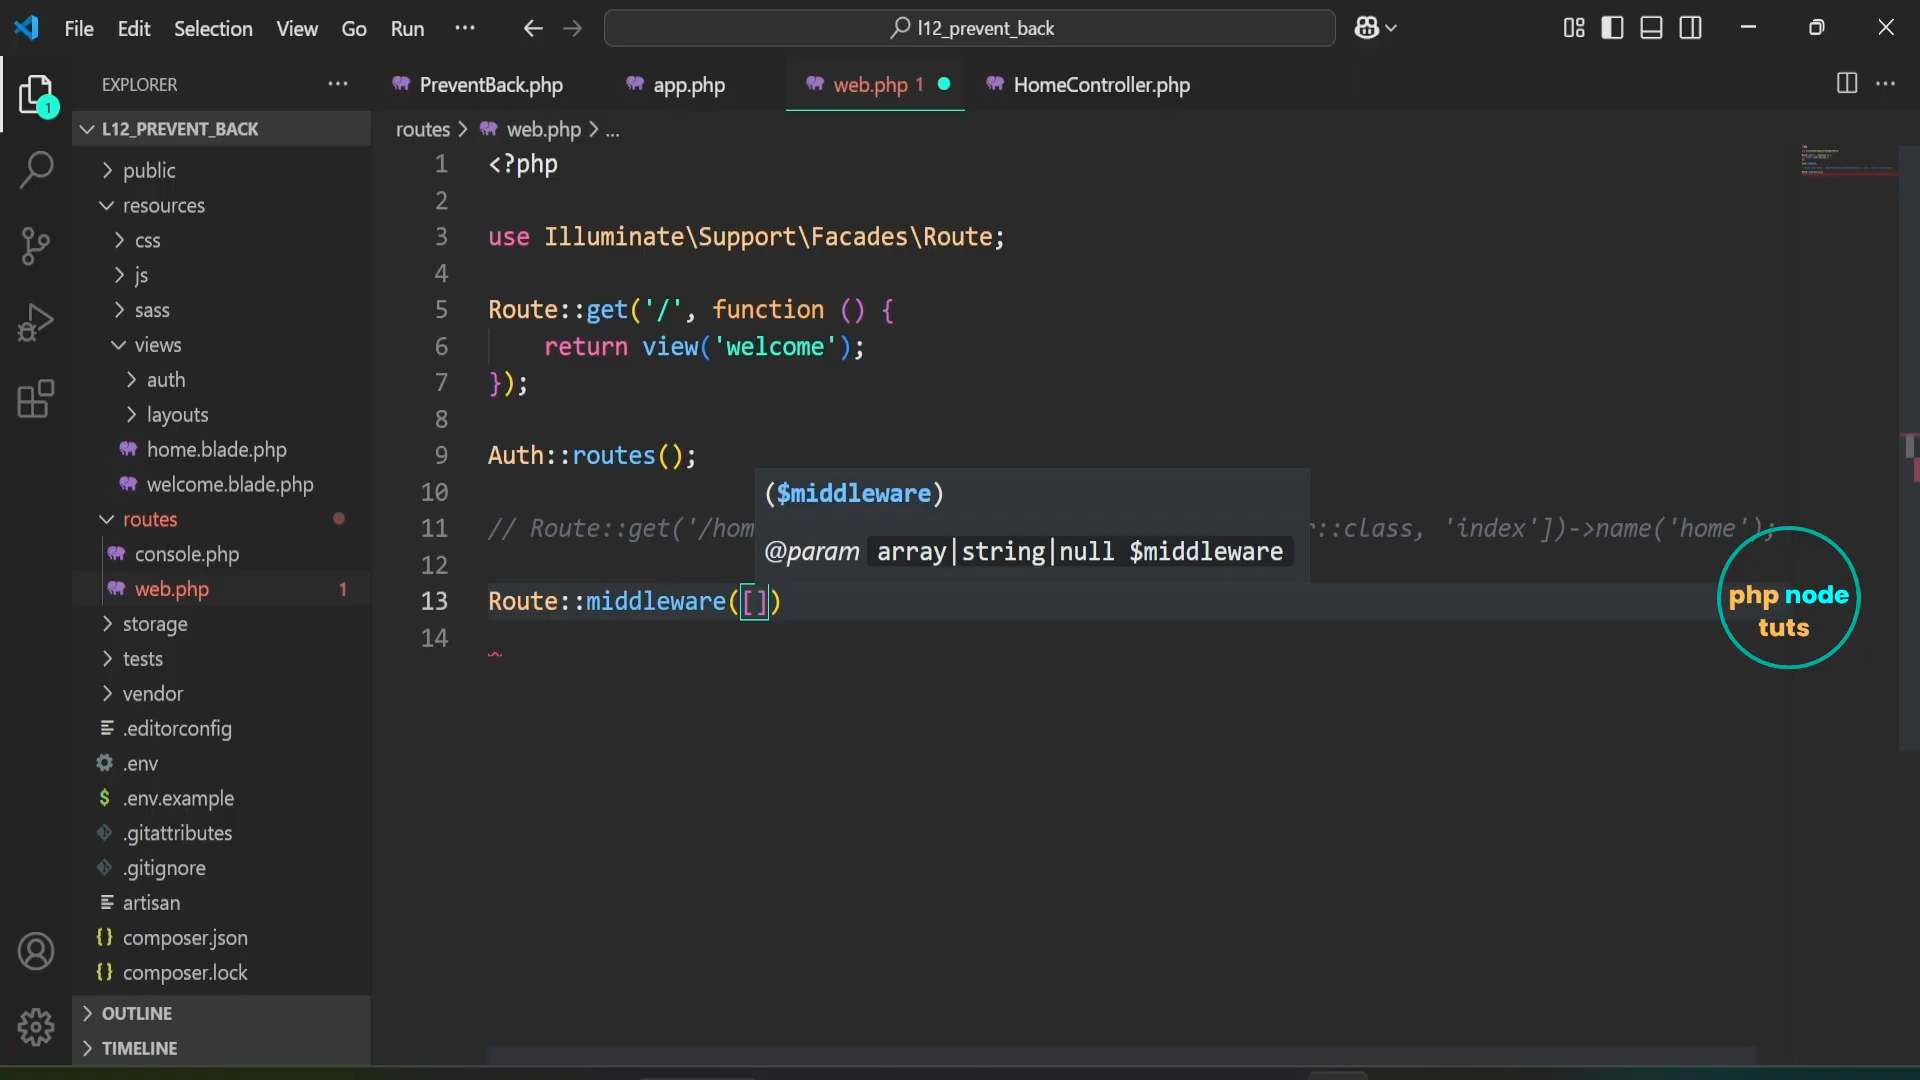 File Edit Selection View Go Run ··· l12_prevent_back
EXPLORER ···
PreventBack.php app.php web.php 1 HomeController.php
L12_PREVENT_BACK
routes > web.php > ...
public
resources
css
js
sass
views
auth
layouts
home.blade.php
welcome.blade.php
routes
console.php
web.php 1
storage
tests
vendor
.editorconfig
.env
.env.example
.gitattributes
.gitignore
artisan
composer.json
composer.lock
OUTLINE
TIMELINE
1
1 <?php
2
3 use Illuminate\Support\Facades\Route;
4
5 Route::get('/', function () {
6 return view('welcome');
7 });
8
9 Auth::routes();
10
11 // Route::get('/hom r::class, 'index'])->name('home');
12
13 Route::middleware([])
14
($middleware)
@param array|string|null $middleware
php node
tuts